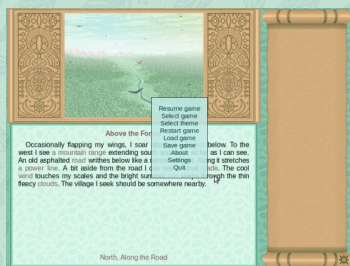 Resume game
Select game
Select theme
Restart game
Load game
Save game
About
Settings
Quit
Above the For
Occasionally flapping my wings, I soar below. To the
west I see a mountain range extending sou as I can see.
An old asphalted road writhes below like a ng it stretches
a power line. A bit aside from the road I c de. The cool
wind touches my scales and the bright su through the thin
fleecy clouds. The village I seek should be somewhere nearby.
North, Along the Road